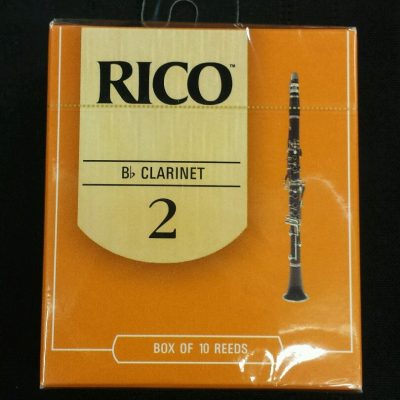 RICO™
B♭ CLARINET
2
BOX OF 10 REEDS